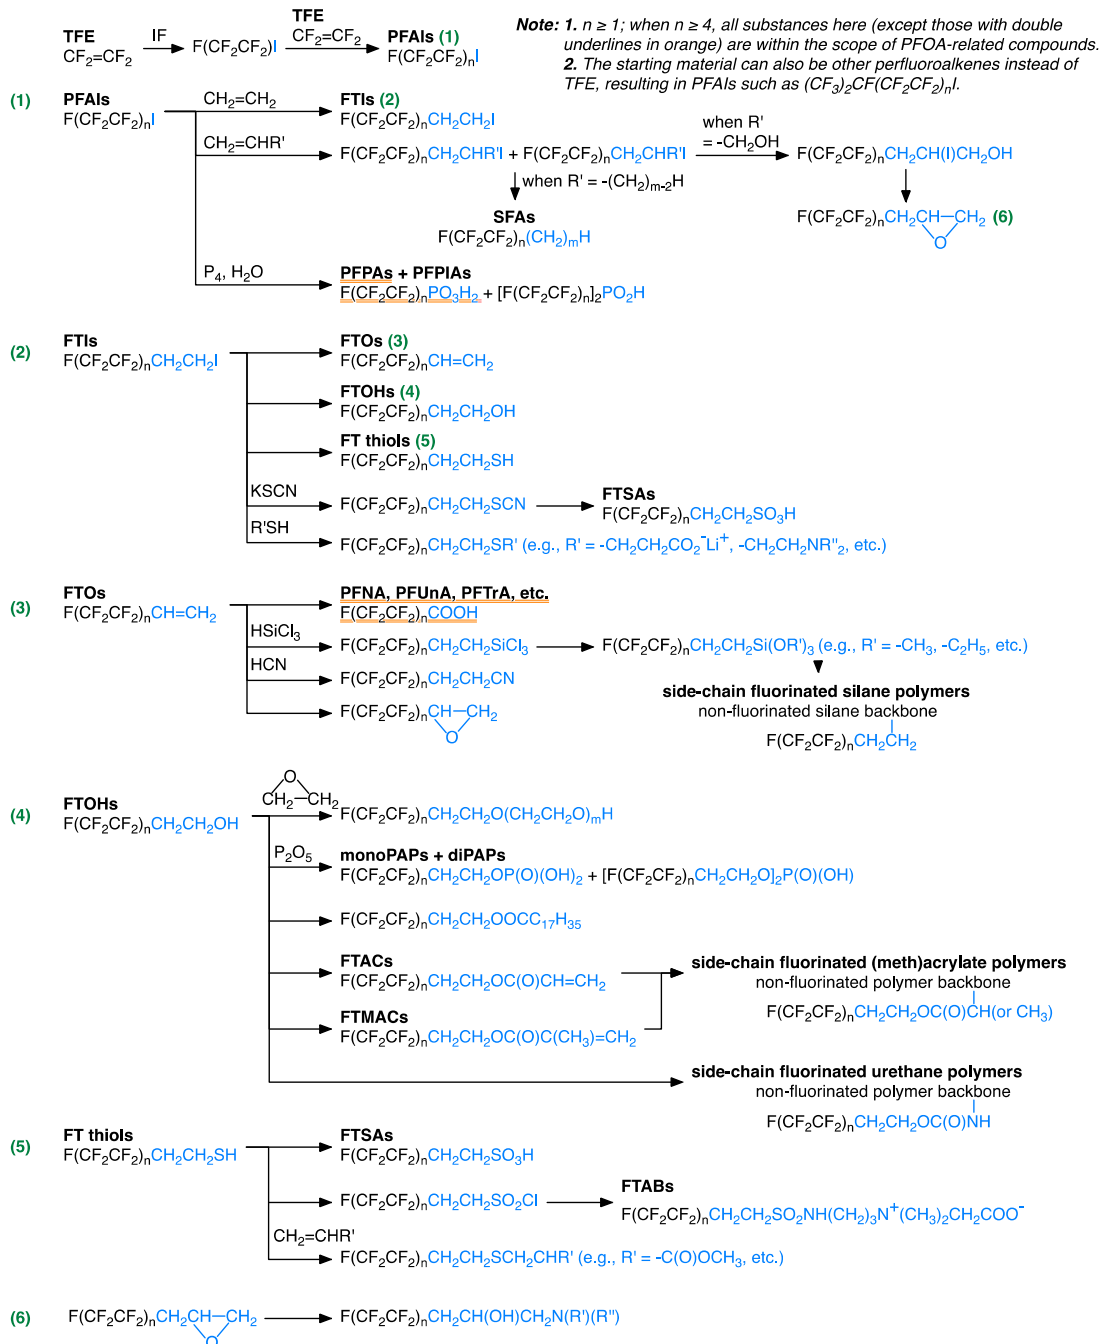 TFE
CF₂=CF₂
IF
F(CF₂CF₂)I
TFE
CF₂=CF₂
PFAIs (1)
F(CF₂CF₂)ₙI
Note: 1. n ≥ 1; when n ≥ 4, all substances here (except those with double
underlines in orange) are within the scope of PFOA-related compounds.
2. The starting material can also be other perfluoroalkenes instead of
TFE, resulting in PFAIs such as (CF₃)₂CF(CF₂CF₂)ₙI.
(1)
PFAIs
F(CF₂CF₂)ₙI
CH₂=CH₂
FTIs (2)
F(CF₂CF₂)ₙCH₂CH₂I
CH₂=CHR'
F(CF₂CF₂)ₙCH₂CHR'I + F(CF₂CF₂)ₙCH₂CHR'I
when R'
= -CH₂OH
F(CF₂CF₂)ₙCH₂CH(I)CH₂OH
when R' = -(CH₂)ₘ₋₂H
SFAs
F(CF₂CF₂)ₙ(CH₂)ₘH
F(CF₂CF₂)ₙCH₂CH—CH₂ (6)
O
P₄, H₂O
PFPAs + PFPIAs
F(CF₂CF₂)ₙPO₃H₂ + [F(CF₂CF₂)ₙ]₂PO₂H
(2)
FTIs
F(CF₂CF₂)ₙCH₂CH₂I
FTOs (3)
F(CF₂CF₂)ₙCH=CH₂
FTOHs (4)
F(CF₂CF₂)ₙCH₂CH₂OH
FT thiols (5)
F(CF₂CF₂)ₙCH₂CH₂SH
KSCN
F(CF₂CF₂)ₙCH₂CH₂SCN
FTSAs
F(CF₂CF₂)ₙCH₂CH₂SO₃H
R'SH
F(CF₂CF₂)ₙCH₂CH₂SR' (e.g., R' = -CH₂CH₂CO₂⁻Li⁺, -CH₂CH₂NR''₂, etc.)
(3)
FTOs
F(CF₂CF₂)ₙCH=CH₂
PFNA, PFUnA, PFTrA, etc.
F(CF₂CF₂)ₙCOOH
HSiCl₃
F(CF₂CF₂)ₙCH₂CH₂SiCl₃
F(CF₂CF₂)ₙCH₂CH₂Si(OR')₃ (e.g., R' = -CH₃, -C₂H₅, etc.)
HCN
F(CF₂CF₂)ₙCH₂CH₂CN
F(CF₂CF₂)ₙCH—CH₂
O
side-chain fluorinated silane polymers
non-fluorinated silane backbone
F(CF₂CF₂)ₙCH₂CH₂
(4)
FTOHs
F(CF₂CF₂)ₙCH₂CH₂OH
O
CH₂—CH₂
F(CF₂CF₂)ₙCH₂CH₂O(CH₂CH₂O)ₘH
P₂O₅
monoPAPs + diPAPs
F(CF₂CF₂)ₙCH₂CH₂OP(O)(OH)₂ + [F(CF₂CF₂)ₙCH₂CH₂O]₂P(O)(OH)
F(CF₂CF₂)ₙCH₂CH₂OOCC₁₇H₃₅
FTACs
F(CF₂CF₂)ₙCH₂CH₂OC(O)CH=CH₂
FTMACs
F(CF₂CF₂)ₙCH₂CH₂OC(O)C(CH₃)=CH₂
side-chain fluorinated (meth)acrylate polymers
non-fluorinated polymer backbone
F(CF₂CF₂)ₙCH₂CH₂OC(O)CH(or CH₃)
side-chain fluorinated urethane polymers
non-fluorinated polymer backbone
F(CF₂CF₂)ₙCH₂CH₂OC(O)NH
(5)
FT thiols
F(CF₂CF₂)ₙCH₂CH₂SH
FTSAs
F(CF₂CF₂)ₙCH₂CH₂SO₃H
F(CF₂CF₂)ₙCH₂CH₂SO₂Cl
FTABs
F(CF₂CF₂)ₙCH₂CH₂SO₂NH(CH₂)₃N⁺(CH₃)₂CH₂COO⁻
CH₂=CHR'
F(CF₂CF₂)ₙCH₂CH₂SCH₂CHR' (e.g., R' = -C(O)OCH₃, etc.)
(6)
F(CF₂CF₂)ₙCH₂CH—CH₂
O
F(CF₂CF₂)ₙCH₂CH(OH)CH₂N(R')(R'')